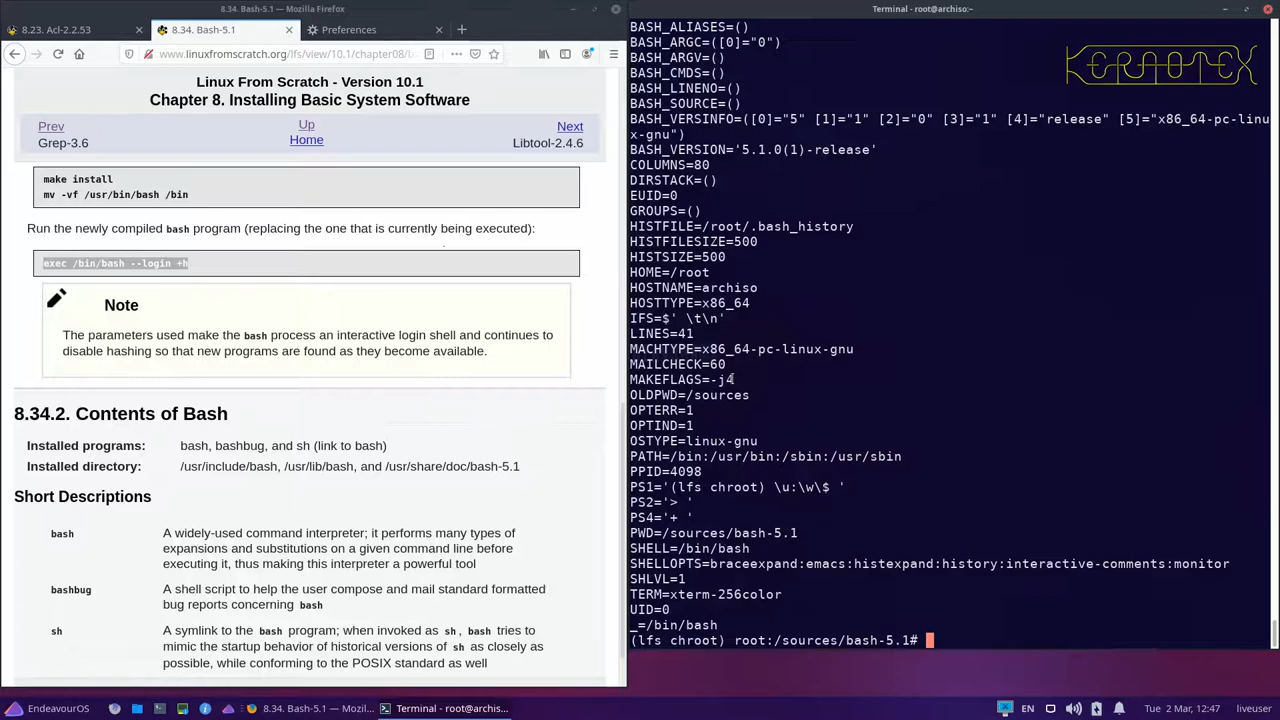 8.34. Bash-5.1 — Mozilla Firefox
8.23. Acl-2.2.53
8.34. Bash-5.1
Preferences
www.linuxfromscratch.org/lfs/view/10.1/chapter08/b
Linux From Scratch - Version 10.1
Chapter 8. Installing Basic System Software
Prev
Up
Next
Grep-3.6
Home
Libtool-2.4.6
make install
mv -vf /usr/bin/bash /bin
Run the newly compiled bash program (replacing the one that is currently being executed):
exec /bin/bash --login +h
Note
The parameters used make the bash process an interactive login shell and continues to
disable hashing so that new programs are found as they become available.
8.34.2. Contents of Bash
Installed programs: bash, bashbug, and sh (link to bash)
Installed directory: /usr/include/bash, /usr/lib/bash, and /usr/share/doc/bash-5.1
Short Descriptions
bash A widely-used command interpreter; it performs many types of
expansions and substitutions on a given command line before
executing it, thus making this interpreter a powerful tool
bashbug A shell script to help the user compose and mail standard formatted
bug reports concerning bash
sh A symlink to the bash program; when invoked as sh, bash tries to
mimic the startup behavior of historical versions of sh as closely as
possible, while conforming to the POSIX standard as well
Terminal - root@archiso:~
KERNOTEX
BASH_ALIASES=()
BASH_ARGC=([0]="0")
BASH_ARGV=()
BASH_CMDS=()
BASH_LINENO=()
BASH_SOURCE=()
BASH_VERSINFO=([0]="5" [1]="1" [2]="0" [3]="1" [4]="release" [5]="x86_64-pc-linu
x-gnu")
BASH_VERSION='5.1.0(1)-release'
COLUMNS=80
DIRSTACK=()
EUID=0
GROUPS=()
HISTFILE=/root/.bash_history
HISTFILESIZE=500
HISTSIZE=500
HOME=/root
HOSTNAME=archiso
HOSTTYPE=x86_64
IFS=$' \t\n'
LINES=41
MACHTYPE=x86_64-pc-linux-gnu
MAILCHECK=60
MAKEFLAGS=-j4
OLDPWD=/sources
OPTERR=1
OPTIND=1
OSTYPE=linux-gnu
PATH=/bin:/usr/bin:/sbin:/usr/sbin
PPID=4098
PS1='(lfs chroot) \u:\w\$ '
PS2='> '
PS4='+ '
PWD=/sources/bash-5.1
SHELL=/bin/bash
SHELLOPTS=braceexpand:emacs:histexpand:history:interactive-comments:monitor
SHLVL=1
TERM=xterm-256color
UID=0
_=/bin/bash
(lfs chroot) root:/sources/bash-5.1#
EndeavourOS
8.34. Bash-5.1 — Mozil...
Terminal - root@archis...
EN
Tue 2 Mar, 12:47
liveuser